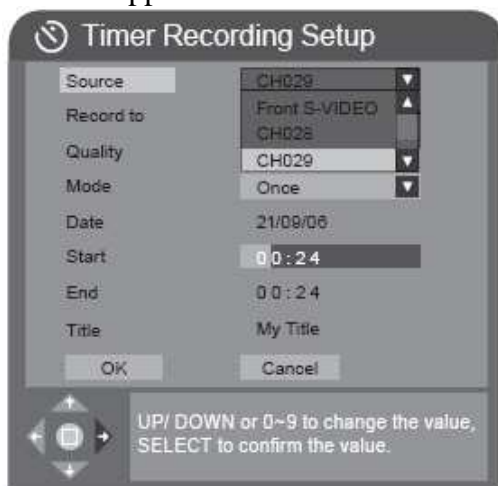 Timer Recording Setup
Source CH029
Record to Front S-VIDEO
CH028
Quality CH029
Mode Once
Date 21/09/06
Start 00:24
End 00:24
Title My Title
OK Cancel
UP/ DOWN or 0~9 to change the value,
SELECT to confirm the value.